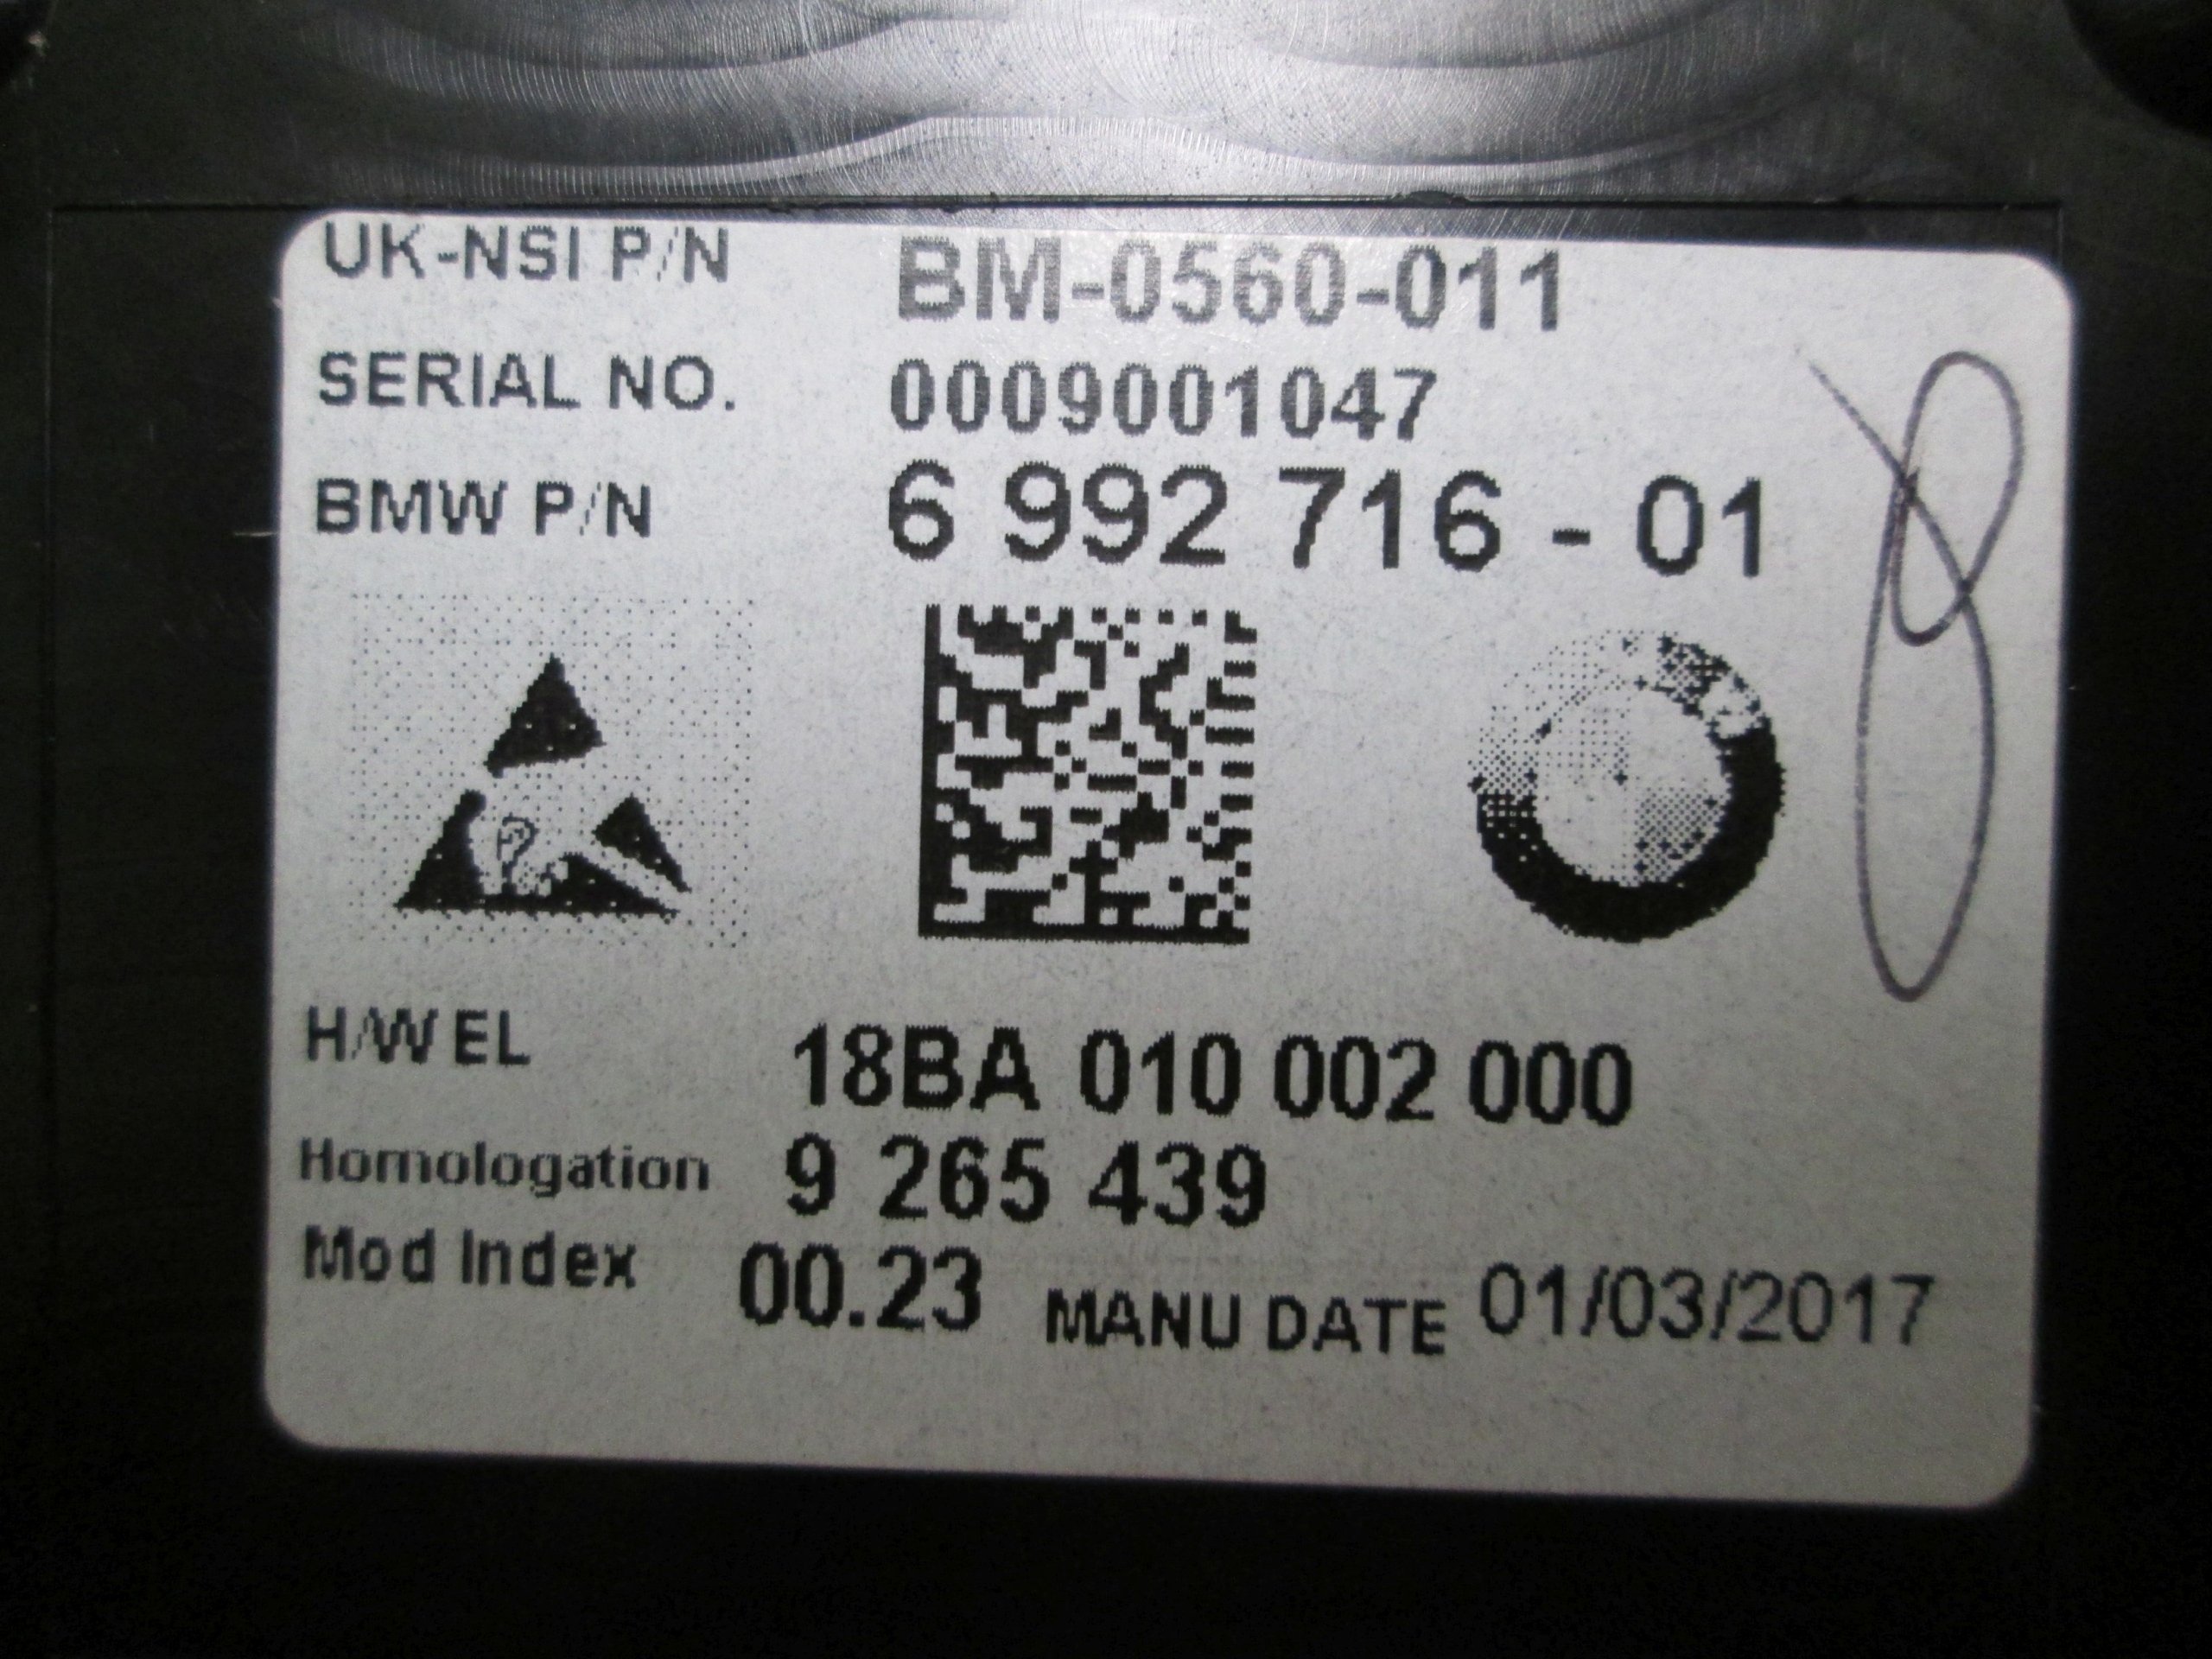 UK-NSI P/N BM-0560-011
SERIAL NO. 0009001047
BMW P/N 6 992 716 - 01
H/W EL 18BA 010 002 000
Homologation 9 265 439
Mod Index 00.23 MANU DATE 01/03/2017